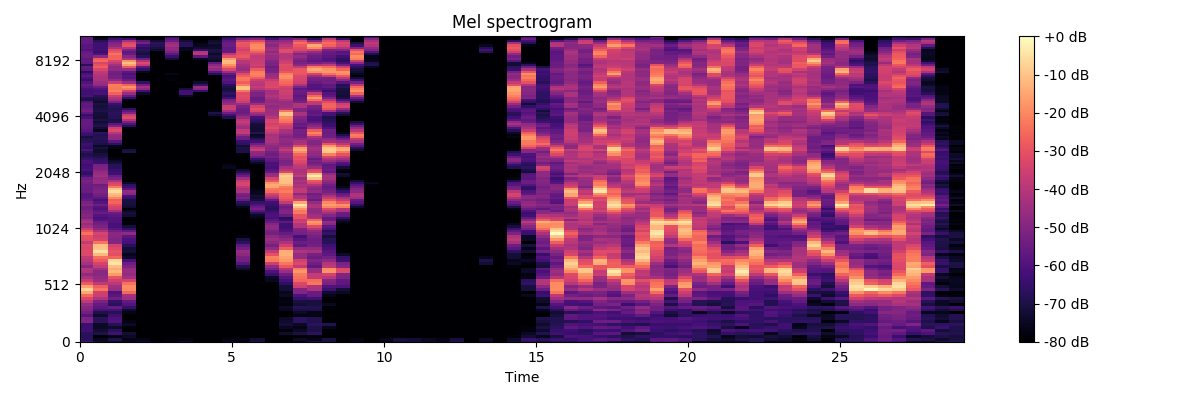 Mel spectrogram
Hz
8192
4096
2048
1024
512
0
0 5 10 15 20 25
Time
+0 dB
-10 dB
-20 dB
-30 dB
-40 dB
-50 dB
-60 dB
-70 dB
-80 dB